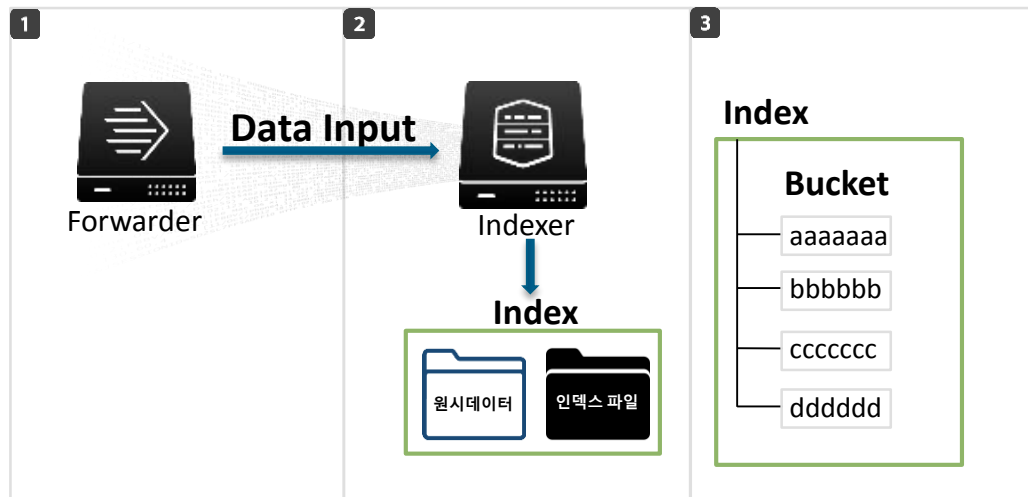 1
Forwarder
Data Input
2
Indexer
Index
원시데이터
인덱스 파일
3
Index
Bucket
aaaaaaa
bbbbbb
ccccccc
dddddd